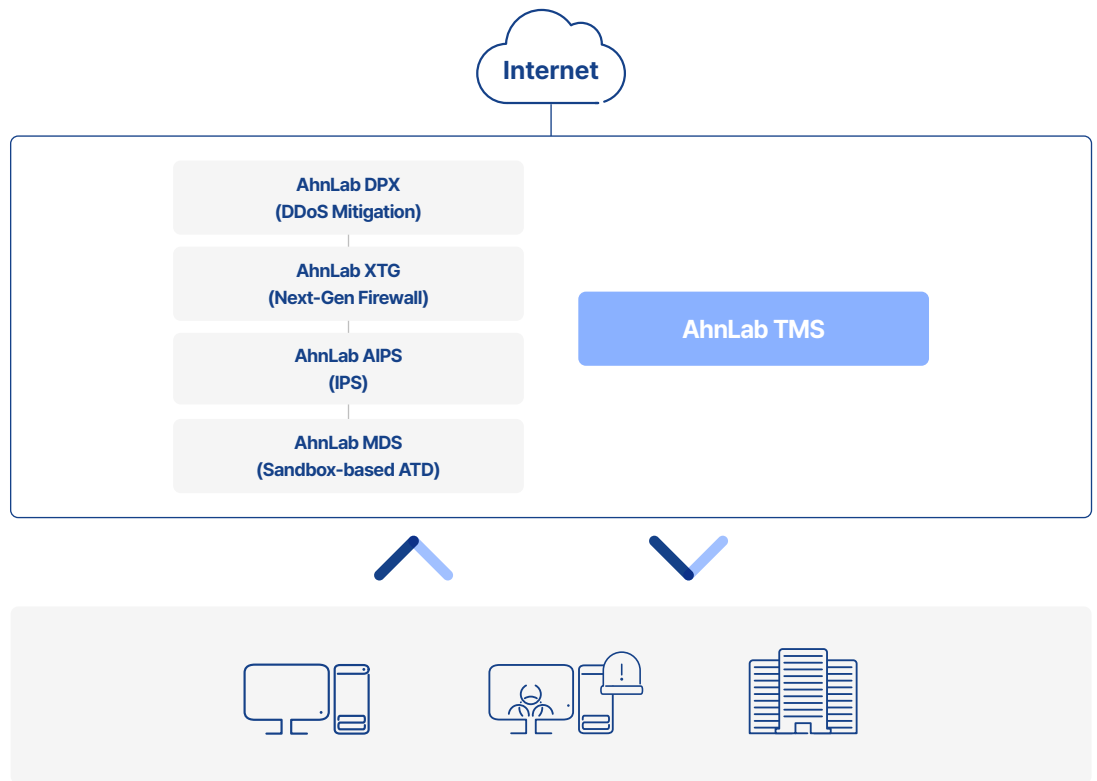 Internet
AhnLab DPX
(DDoS Mitigation)
AhnLab XTG
(Next-Gen Firewall)
AhnLab AIPS
(IPS)
AhnLab MDS
(Sandbox-based ATD)
AhnLab TMS
!